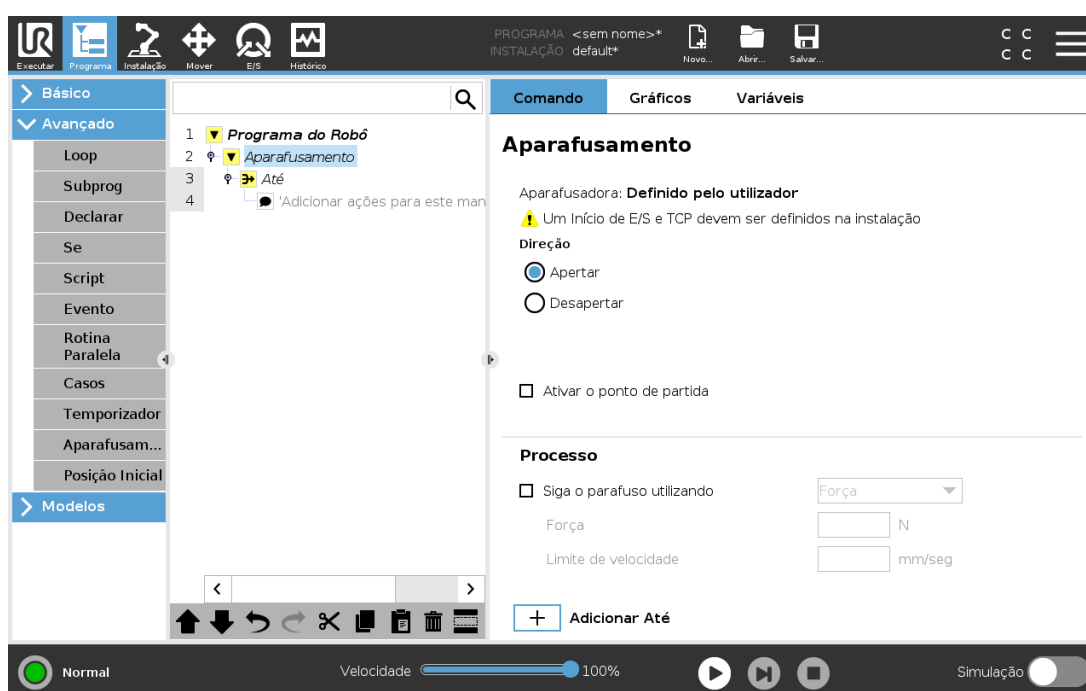 UR
Executar
Programa
Instalação
Mover
E/S
Histórico
PROGRAMA <sem nome>*
INSTALAÇÃO default*
Novo...
Abrir...
Salvar...
C C
C C
Básico
Avançado
Loop
Subprog
Declarar
Se
Script
Evento
Rotina
Paralela
Casos
Temporizador
Aparafusam...
Posição Inicial
Modelos
1 Programa do Robô
2 Aparafusamento
3 Até
4 'Adicionar ações para este man
Comando Gráficos Variáveis
Aparafusamento
Aparafusadora: Definido pelo utilizador
Um Início de E/S e TCP devem ser definidos na instalação
Direção
Apertar
Desapertar
Ativar o ponto de partida
Processo
Siga o parafuso utilizando Força
Força N
Limite de velocidade mm/seg
+ Adicionar Até
Normal
Velocidade 100%
Simulação